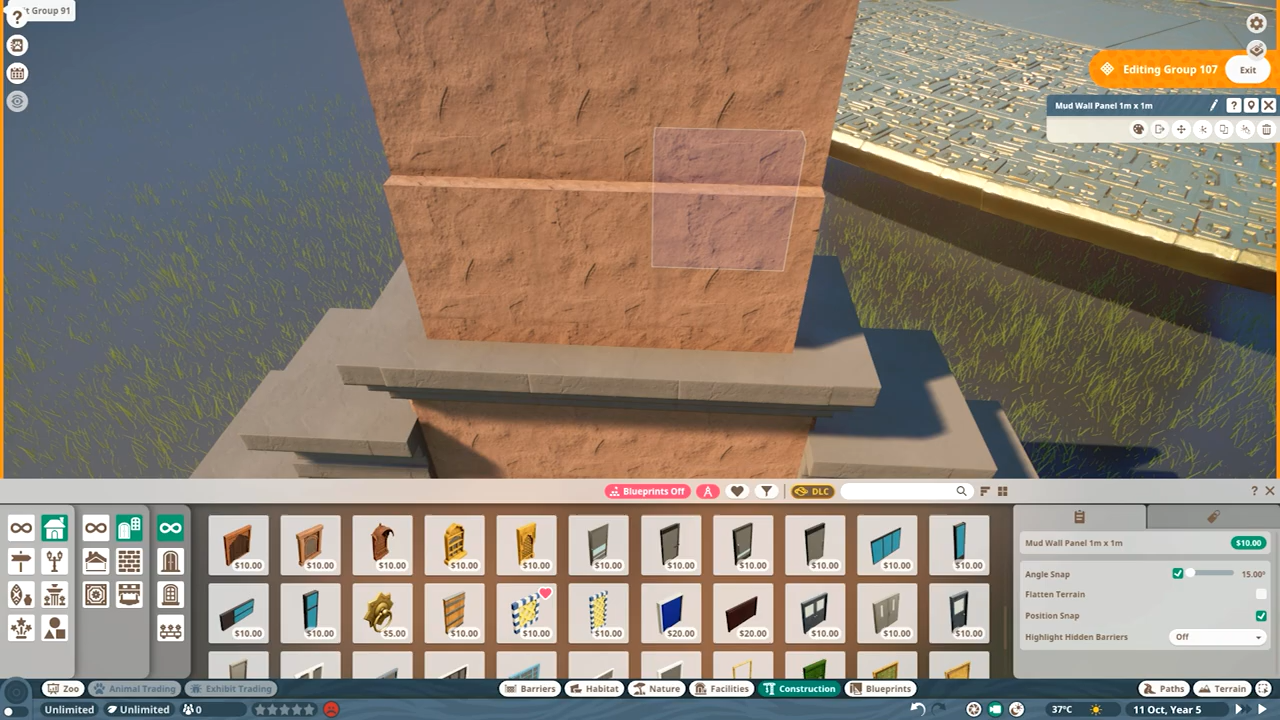 t Group 91
?
Editing Group 107
Exit
Mud Wall Panel 1m x 1m
?
Blueprints Off
DLC
?
$10.00 $10.00 $10.00 $10.00 $10.00 $10.00 $10.00 $10.00 $10.00 $10.00 $10.00
$10.00 $10.00 $5.00 $10.00 $10.00 $10.00 $20.00 $20.00 $10.00 $10.00 $10.00
Mud Wall Panel 1m x 1m
$10.00
Angle Snap
15.00°
Flatten Terrain
Position Snap
Highlight Hidden Barriers
Off
Zoo
Animal Trading
Exhibit Trading
Barriers
Habitat
Nature
Facilities
Construction
Blueprints
Paths
Terrain
Unlimited
Unlimited
0
37°C
11 Oct, Year 5